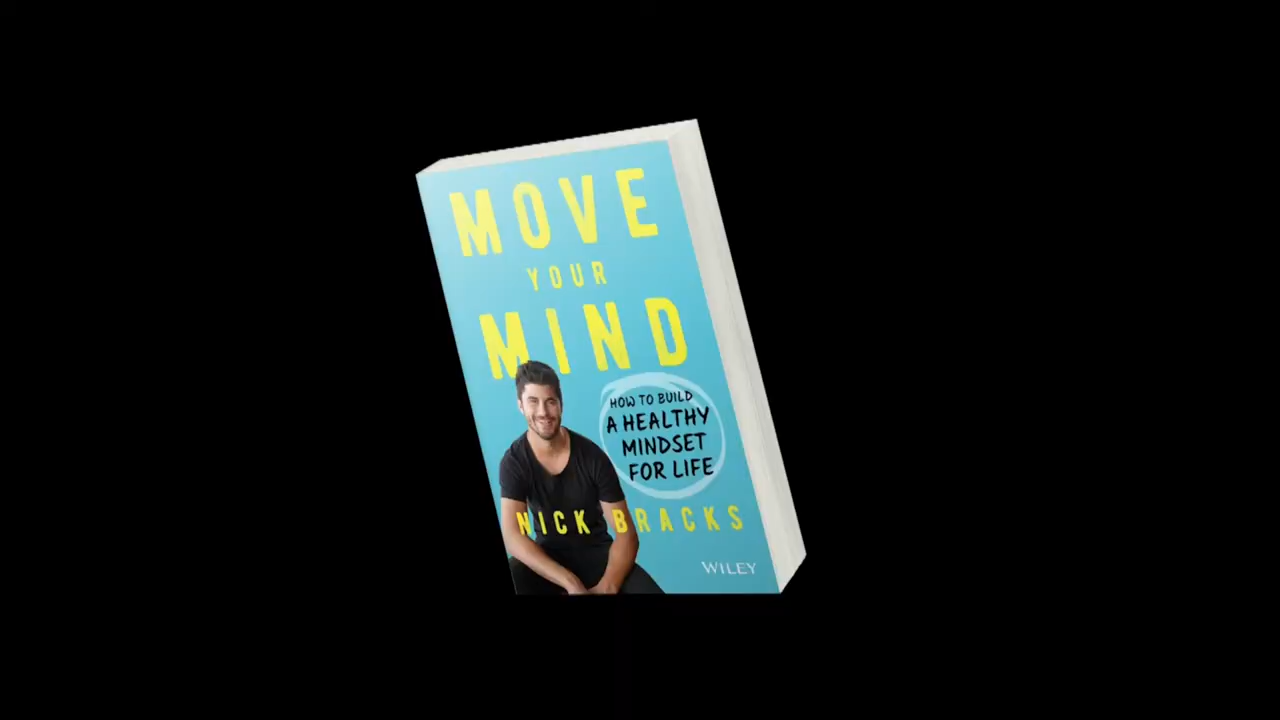 MOVE
YOUR
MIND
HOW TO BUILD
A HEALTHY
MINDSET
FOR LIFE
NICK BRACKS
WILEY